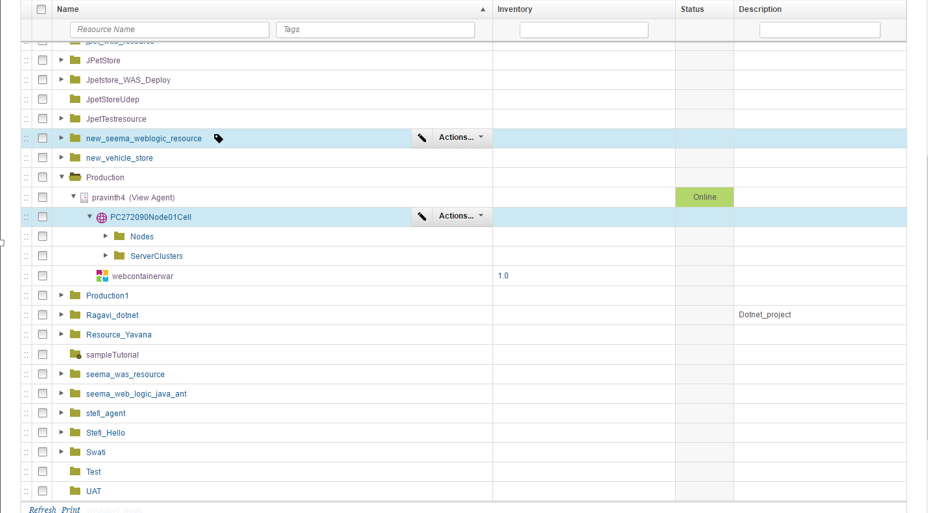 Name Inventory Status Description
Resource Name Tags
jpet_web_resource
JPetStore
Jpetstore_WAS_Deploy
JpetStoreUdep
JpetTestresource
new_seema_weblogic_resource Actions...
new_vehicle_store
Production
pravinth4 (View Agent) Online
PC272090Node01Cell Actions...
Nodes
ServerClusters
webcontainerwar 1.0
Production1
Ragavi_dotnet Dotnet_project
Resource_Yavana
sampleTutorial
seema_was_resource
seema_web_logic_java_ant
stefi_agent
Stefi_Hello
Swati
Test
UAT
Refresh Print